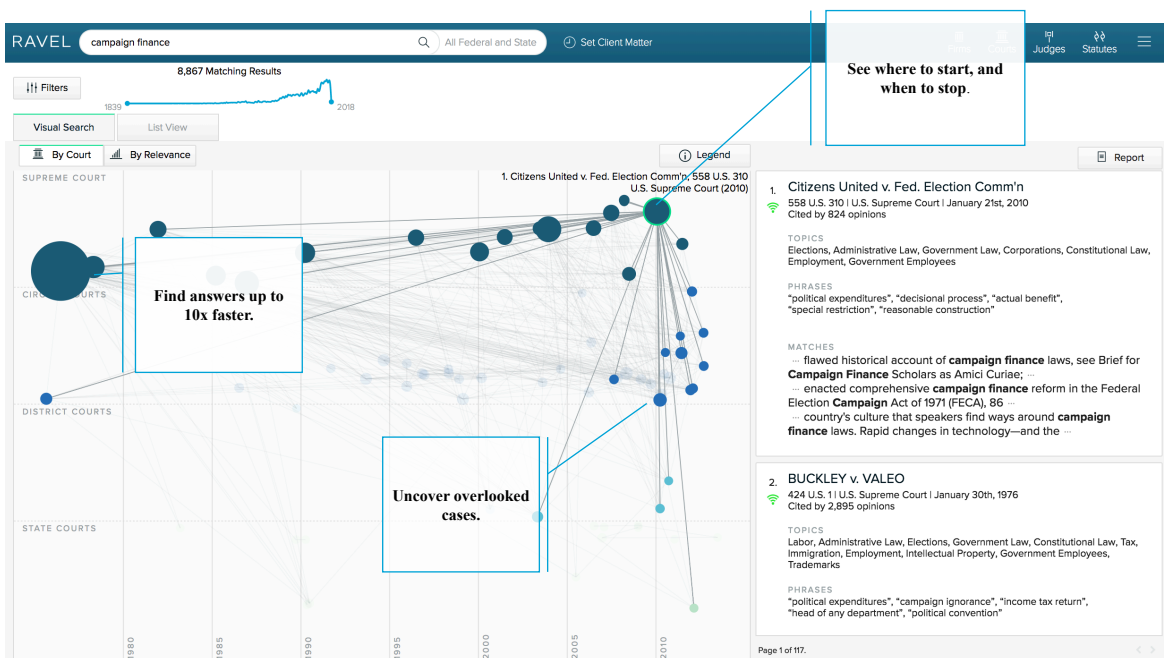 RAVEL
campaign finance
All Federal and State
Set Client Matter
Judges
Statutes
See where to start, and
when to stop.
Filters
8,867 Matching Results
1839
2018
Visual Search
List View
By Court
By Relevance
Legend
Report
SUPREME COURT
1. Citizens United v. Fed. Election Comm'n, 558 U.S. 310
U.S. Supreme Court (2010)
Find answers up to
10x faster.
DISTRICT COURTS
Uncover overlooked
cases.
STATE COURTS
1980
1985
1990
1995
2000
2005
2010
1. Citizens United v. Fed. Election Comm'n
558 U.S. 310 | U.S. Supreme Court | January 21st, 2010
Cited by 824 opinions
TOPICS
Elections, Administrative Law, Government Law, Corporations, Constitutional Law,
Employment, Government Employees
PHRASES
“political expenditures”, “decisional process”, “actual benefit”,
“special restriction”, “reasonable construction”
MATCHES
··· flawed historical account of campaign finance laws, see Brief for
Campaign Finance Scholars as Amici Curiae; ···
··· enacted comprehensive campaign finance reform in the Federal
Election Campaign Act of 1971 (FECA), 86 ···
··· country's culture that speakers find ways around campaign
finance laws. Rapid changes in technology—and the ···
2. BUCKLEY v. VALEO
424 U.S. 1 | U.S. Supreme Court | January 30th, 1976
Cited by 2,895 opinions
TOPICS
Labor, Administrative Law, Elections, Government Law, Constitutional Law, Tax,
Immigration, Employment, Intellectual Property, Government Employees,
Trademarks
PHRASES
“political expenditures”, “campaign ignorance”, “income tax return”,
“head of any department”, “political convention”
Page 1 of 117.